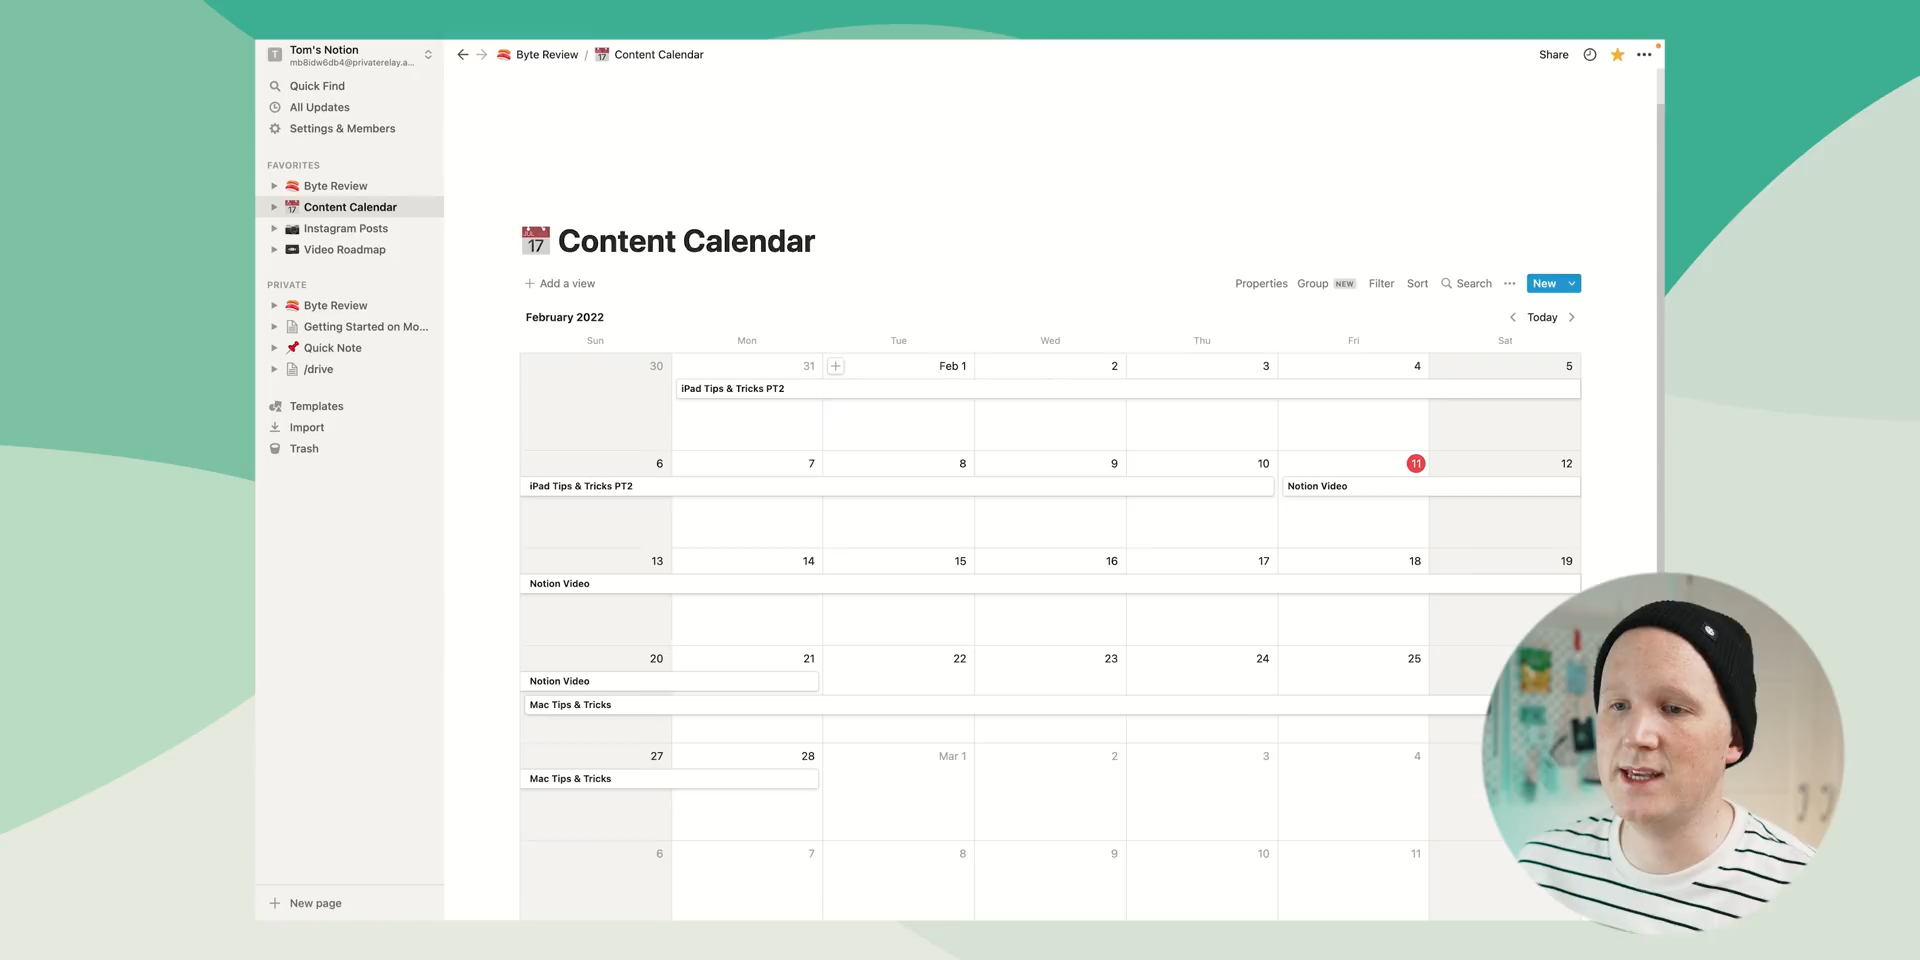 T Tom's Notion
mb8idw6db4@privaterelay.a...
Quick Find
All Updates
Settings & Members
FAVORITES
Byte Review
Content Calendar
Instagram Posts
Video Roadmap
PRIVATE
Byte Review
Getting Started on Mo...
Quick Note
/drive
Templates
Import
Trash
New page
Byte Review / Content Calendar
Share
17 Content Calendar
Add a view
Properties Group NEW Filter Sort Search New
February 2022
Today
Sun Mon Tue Wed Thu Fri Sat
30 31 Feb 1 2 3 4 5
iPad Tips & Tricks PT2
6 7 8 9 10 11 12
iPad Tips & Tricks PT2 Notion Video
13 14 15 16 17 18 19
Notion Video
20 21 22 23 24 25
Notion Video
Mac Tips & Tricks
27 28 Mar 1 2 3 4
Mac Tips & Tricks
6 7 8 9 10 11